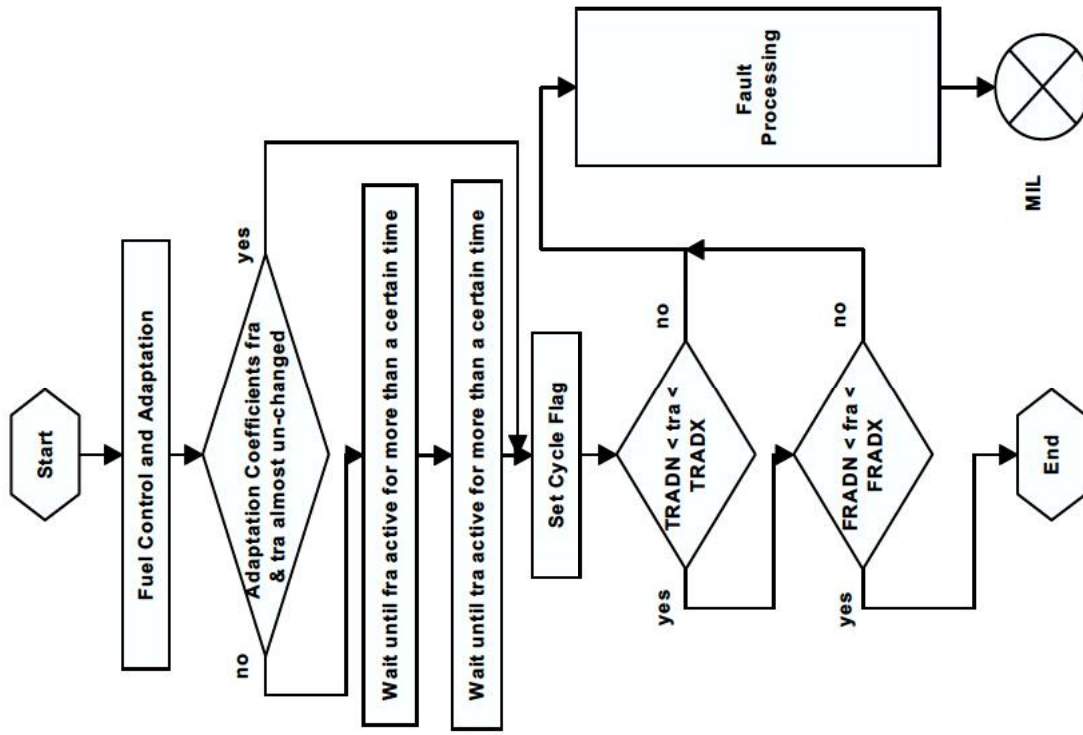 Start
Fuel Control and Adaptation
Adaptation Coefficients fra
& tra almost un-changed
yes
no
Wait until fra active for more than a certain time
Wait until tra active for more than a certain time
Set Cycle Flag
TRADN < tra <
TRADX
no
yes
FRADN < fra <
FRADX
no
yes
End
Fault
Processing
MIL